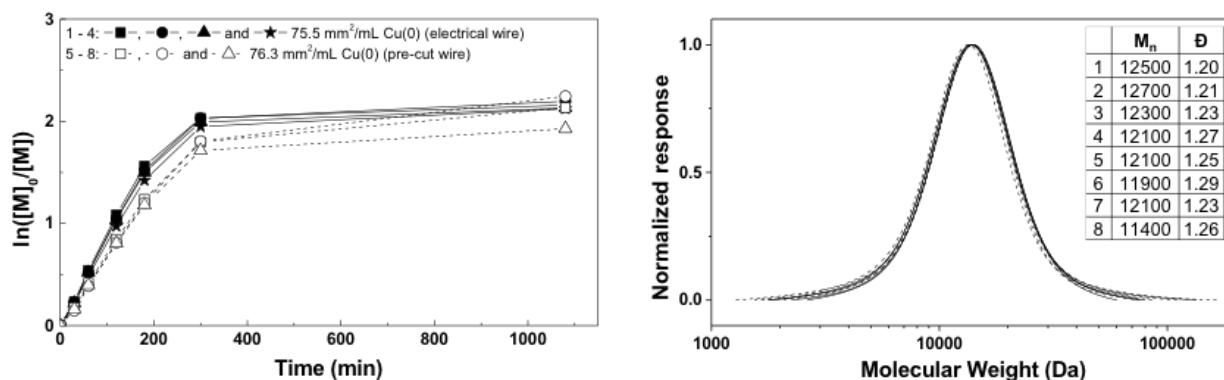 1 - 4: -■-, -●-, -▲- and -★- 75.5 mm²/mL Cu(0) (electrical wire)
5 - 8: -□-, -○- and -△- 76.3 mm²/mL Cu(0) (pre-cut wire)
3
2
1
0
ln([M]₀/[M])
0 200 400 600 800 1000
Time (min)
1.0
0.5
0.0
Normalized response
1000 10000 100000
Molecular Weight (Da)
Mₙ Đ
1 12500 1.20
2 12700 1.21
3 12300 1.23
4 12100 1.27
5 12100 1.25
6 11900 1.29
7 12100 1.23
8 11400 1.26